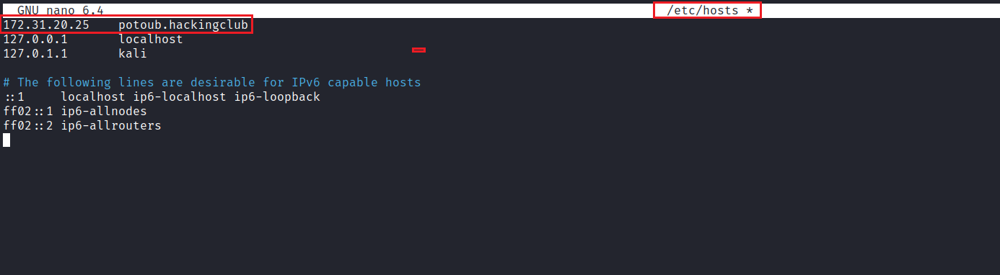 GNU nano 6.4 /etc/hosts *
172.31.20.25 potoub.hackingclub
127.0.0.1 localhost
127.0.1.1 kali
# The following lines are desirable for IPv6 capable hosts
::1 localhost ip6-localhost ip6-loopback
ff02::1 ip6-allnodes
ff02::2 ip6-allrouters